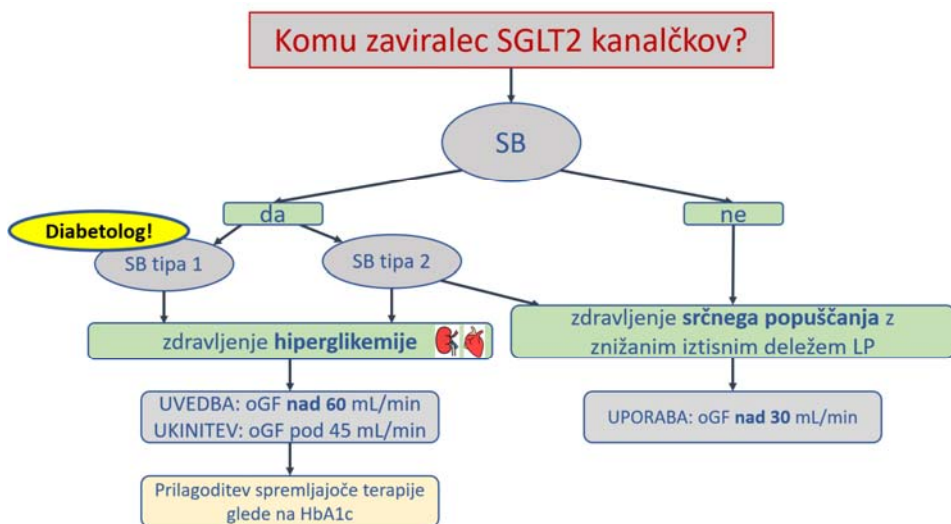 Komu zaviralec SGLT2 kanalčkov?
SB
da
ne
Diabetolog!
SB tipa 1
SB tipa 2
zdravljenje hiperglikemije
zdravljenje srčnega popuščanja z
znižanim iztisnim deležem LP
UVEDBA: oGF nad 60 mL/min
UKINITEV: oGF pod 45 mL/min
UPORABA: oGF nad 30 mL/min
Prilagoditev spremljajoče terapije
glede na HbA1c